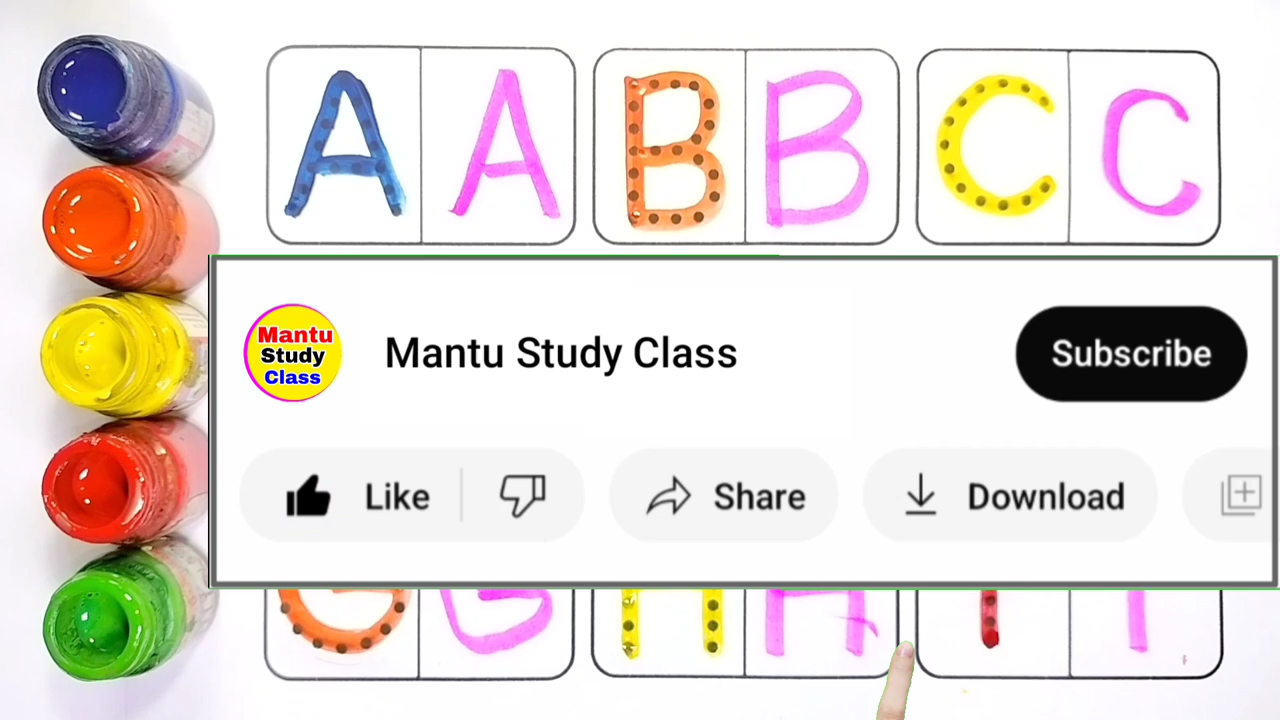 A A B B C C
Mantu
Study
Class
Mantu Study Class
Subscribe
Like
Share
Download
G G H H I I